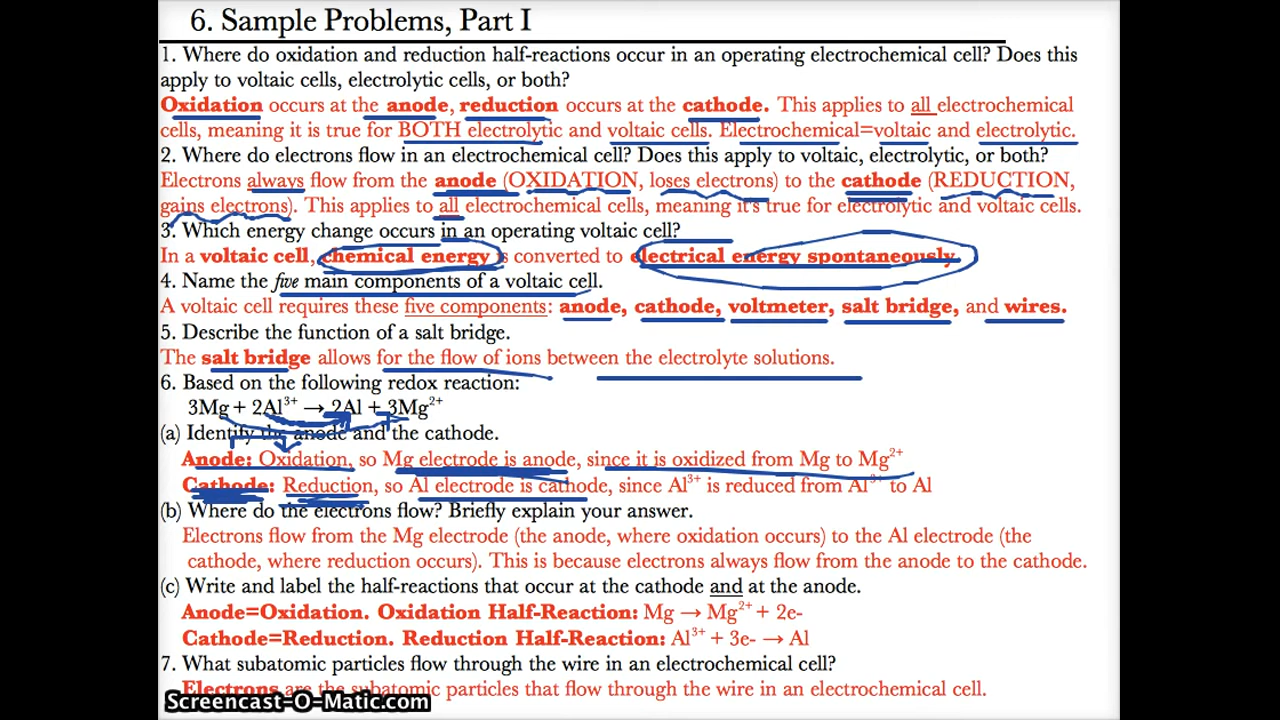 6. Sample Problems, Part I
1. Where do oxidation and reduction half-reactions occur in an operating electrochemical cell? Does this
apply to voltaic cells, electrolytic cells, or both?
Oxidation occurs at the anode, reduction occurs at the cathode. This applies to all electrochemical
cells, meaning it is true for BOTH electrolytic and voltaic cells. Electrochemical=voltaic and electrolytic.
2. Where do electrons flow in an electrochemical cell? Does this apply to voltaic, electrolytic, or both?
Electrons always flow from the anode (OXIDATION, loses electrons) to the cathode (REDUCTION,
gains electrons). This applies to all electrochemical cells, meaning it's true for electrolytic and voltaic cells.
3. Which energy change occurs in an operating voltaic cell?
In a voltaic cell, chemical energy is converted to electrical energy spontaneously.
4. Name the five main components of a voltaic cell.
A voltaic cell requires these five components: anode, cathode, voltmeter, salt bridge, and wires.
5. Describe the function of a salt bridge.
The salt bridge allows for the flow of ions between the electrolyte solutions.
6. Based on the following redox reaction:
3Mg + 2Al³⁺ → 2Al + 3Mg²⁺
(a) Identify the anode and the cathode.
Anode: Oxidation, so Mg electrode is anode, since it is oxidized from Mg to Mg²⁺
Cathode: Reduction, so Al electrode is cathode, since Al³⁺ is reduced from Al³⁺ to Al
(b) Where do the electrons flow? Briefly explain your answer.
Electrons flow from the Mg electrode (the anode, where oxidation occurs) to the Al electrode (the
cathode, where reduction occurs). This is because electrons always flow from the anode to the cathode.
(c) Write and label the half-reactions that occur at the cathode and at the anode.
Anode=Oxidation. Oxidation Half-Reaction: Mg → Mg²⁺ + 2e-
Cathode=Reduction. Reduction Half-Reaction: Al³⁺ + 3e- → Al
7. What subatomic particles flow through the wire in an electrochemical cell?
Electrons are the subatomic particles that flow through the wire in an electrochemical cell.
Screencast-O-Matic.com